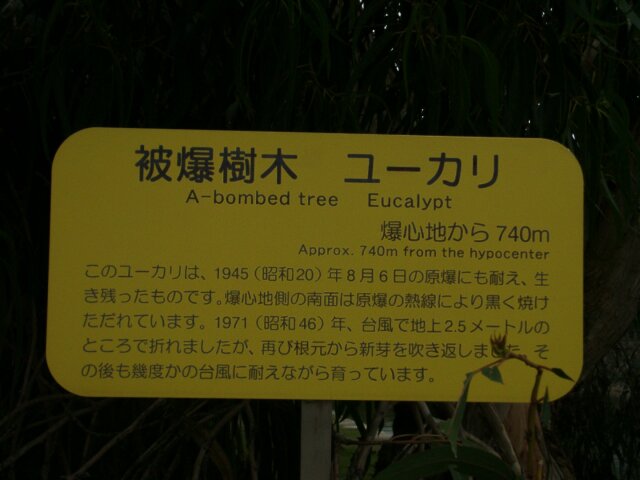 被爆樹木 ユーカリ
A-bombed tree Eucalypt
爆心地から740m
Approx. 740m from the hypocenter
このユーカリは、1945（昭和20）年8月6日の原爆にも耐え、生
き残ったものです。爆心地側の南面は原爆の熱線により黒く焼け
ただれています。1971（昭和46）年、台風で地上2.5メートルの
ところで折れましたが、再び根元から新芽を吹き返しました。そ
の後も幾度かの台風に耐えながら育っています。